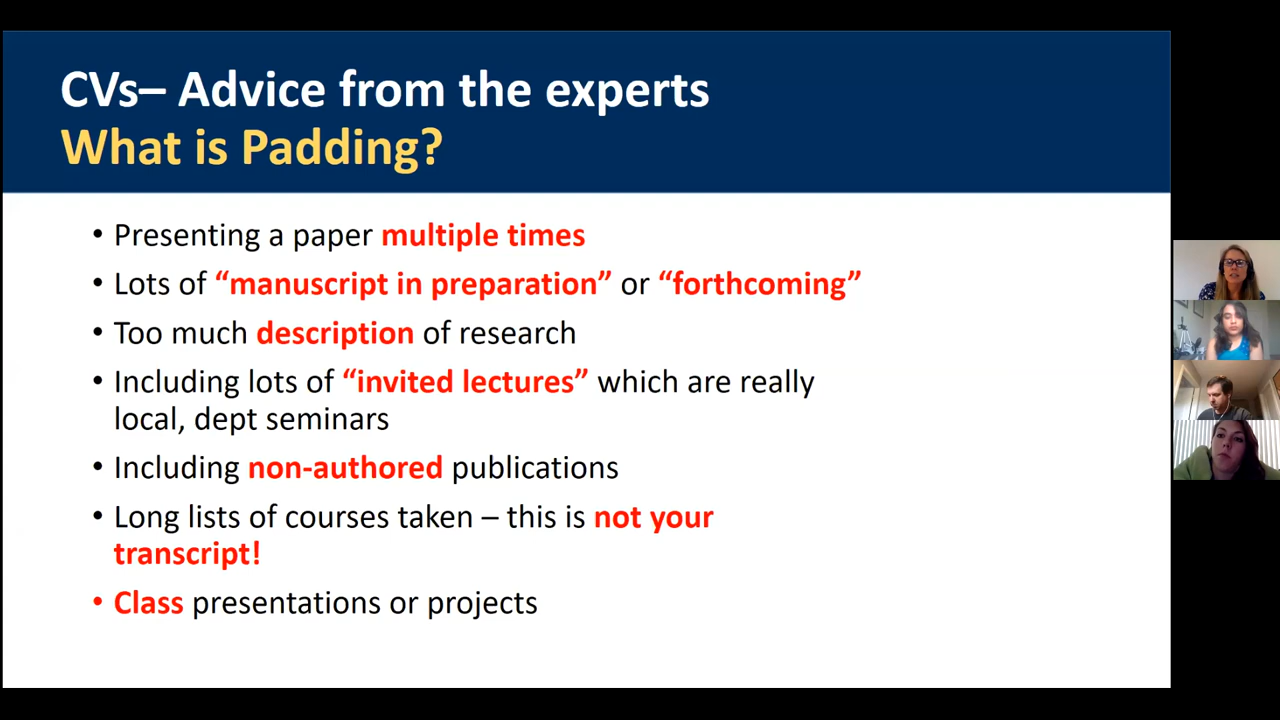 CVs– Advice from the experts
What is Padding?
• Presenting a paper multiple times
• Lots of “manuscript in preparation” or “forthcoming”
• Too much description of research
• Including lots of “invited lectures” which are really
local, dept seminars
• Including non-authored publications
• Long lists of courses taken – this is not your
transcript!
• Class presentations or projects